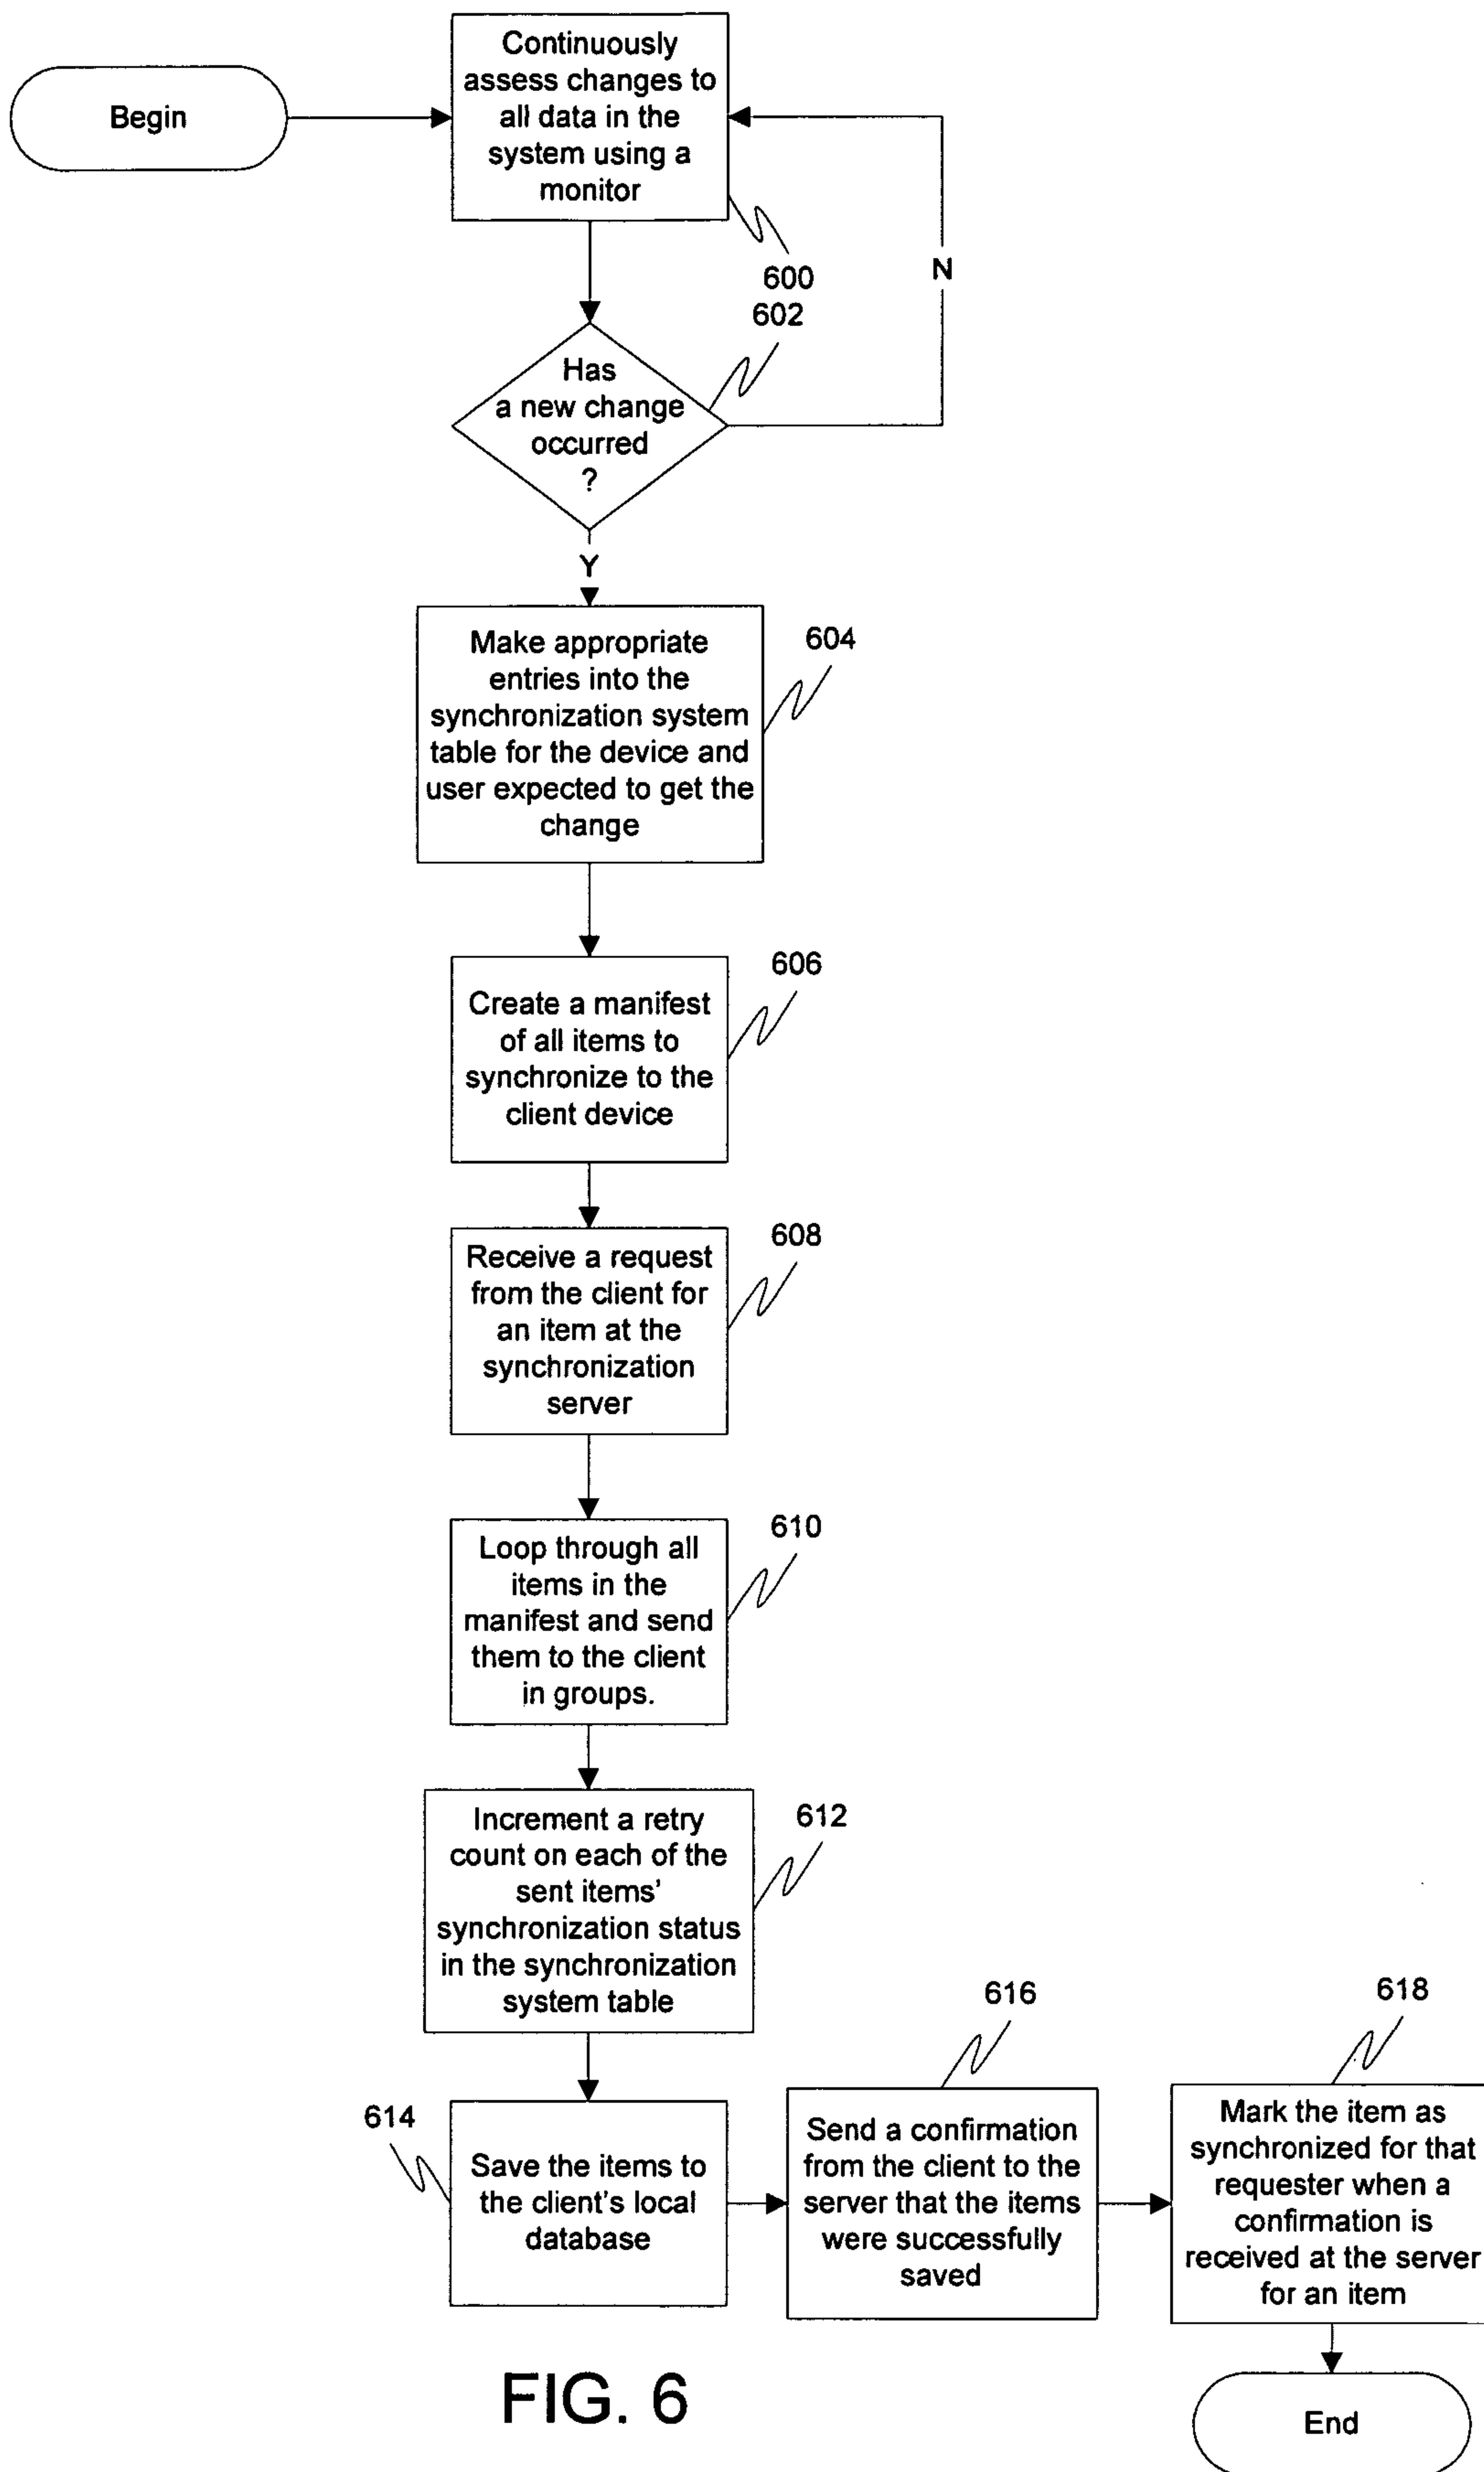 Begin
Continuously
assess changes to
all data in the
system using a
monitor
600
N
602
Has
a new change
occurred
?
Y
Make appropriate
entries into the
synchronization system
table for the device and
user expected to get the
change
604
Create a manifest
of all items to
synchronize to the
client device
606
Receive a request
from the client for
an item at the
synchronization
server
608
Loop through all
items in the
manifest and send
them to the client
in groups.
610
Increment a retry
count on each of the
sent items'
synchronization status
in the synchronization
system table
612
614
Save the items to
the client's local
database
616
Send a confirmation
from the client to the
server that the items
were successfully
saved
618
Mark the item as
synchronized for that
requester when a
confirmation is
received at the server
for an item
End
FIG. 6